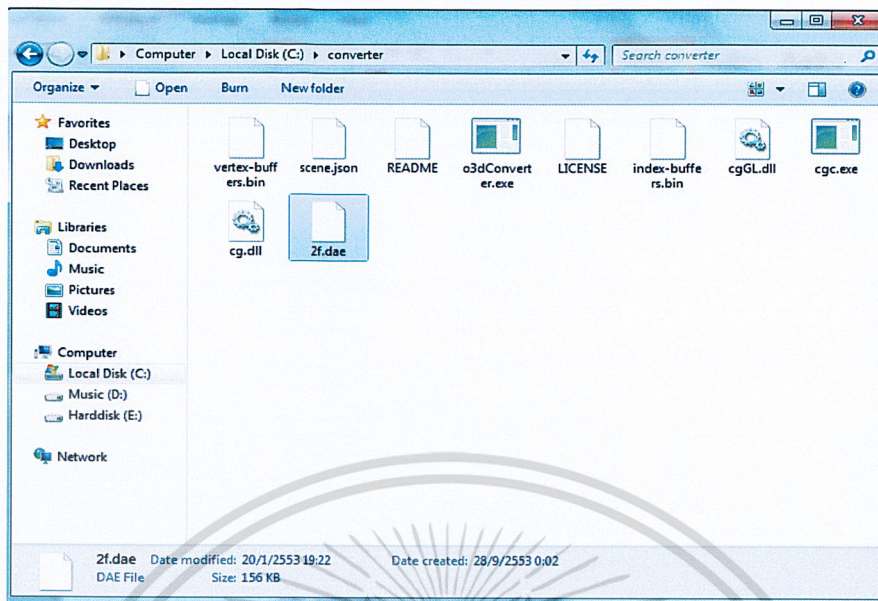 Computer ▸ Local Disk (C:) ▸ converter
Search converter
Organize
Open
Burn
New folder
Favorites
Desktop
Downloads
Recent Places
Libraries
Documents
Music
Pictures
Videos
Computer
Local Disk (C:)
Music (D:)
Harddisk (E:)
Network
vertex-buff
ers.bin
scene.json
README
o3dConvert
er.exe
LICENSE
index-buffe
rs.bin
cgGL.dll
cgc.exe
cg.dll
2f.dae
2f.dae Date modified: 20/1/2553 19:22 Date created: 28/9/2553 0:02
DAE File Size: 156 KB